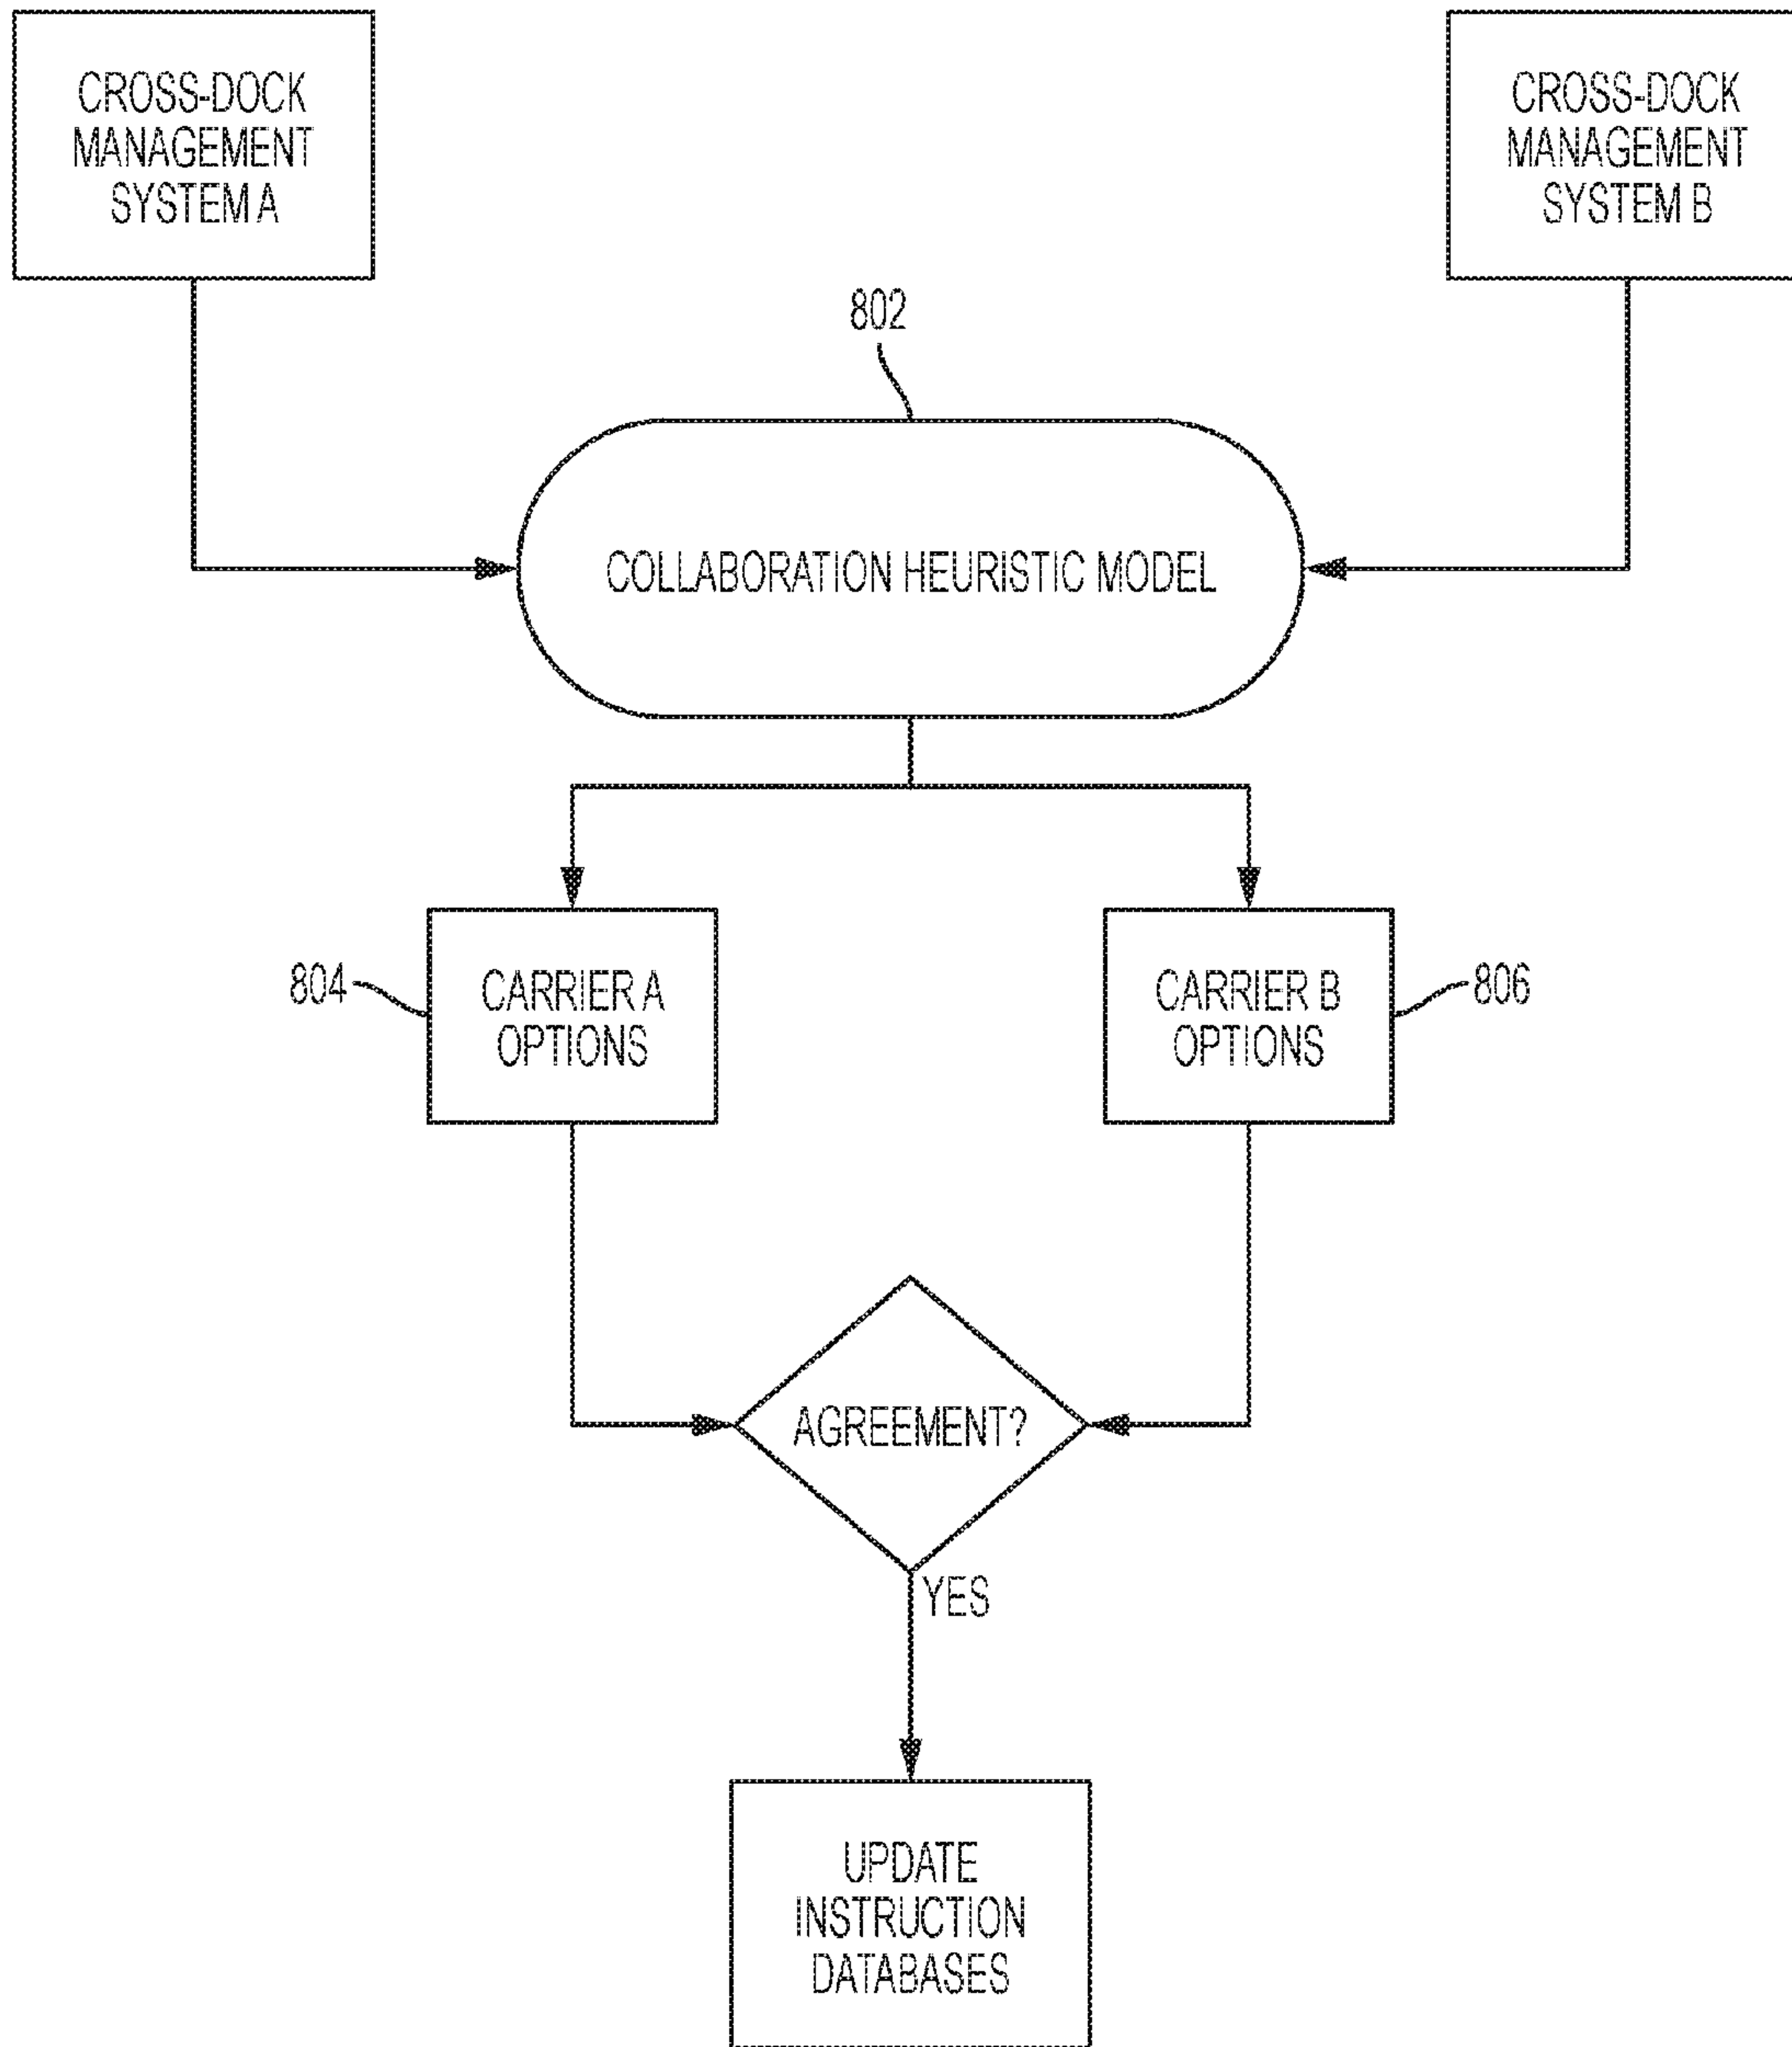 CROSS-DOCK
MANAGEMENT
SYSTEM A
CROSS-DOCK
MANAGEMENT
SYSTEM B
802
COLLABORATION HEURISTIC MODEL
804
CARRIER A
OPTIONS
CARRIER B
OPTIONS
806
AGREEMENT?
YES
UPDATE
INSTRUCTION
DATABASES